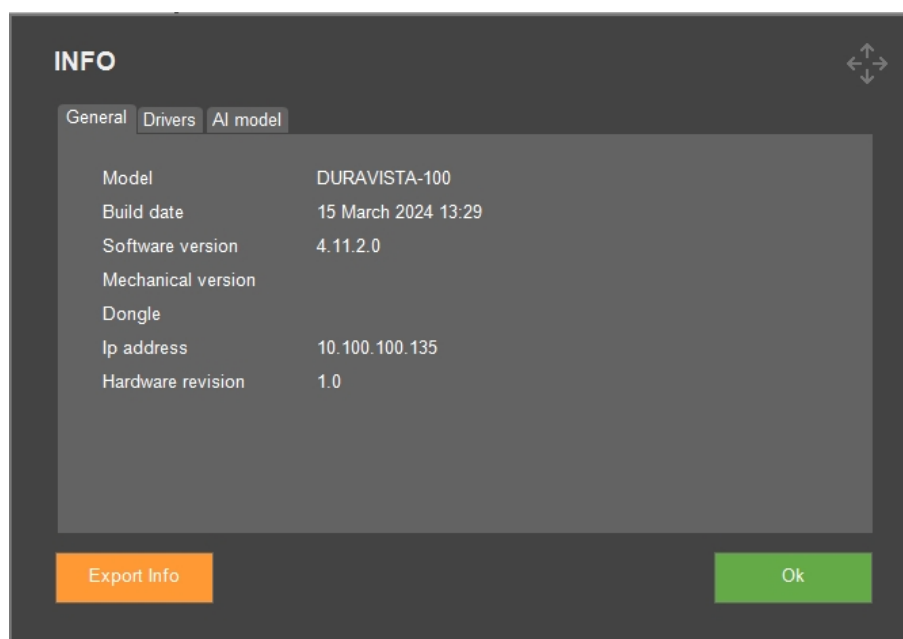 INFO
General Drivers AI model
Model DURAVISTA-100
Build date 15 March 2024 13:29
Software version 4.11.2.0
Mechanical version
Dongle
Ip address 10.100.100.135
Hardware revision 1.0
Export Info Ok